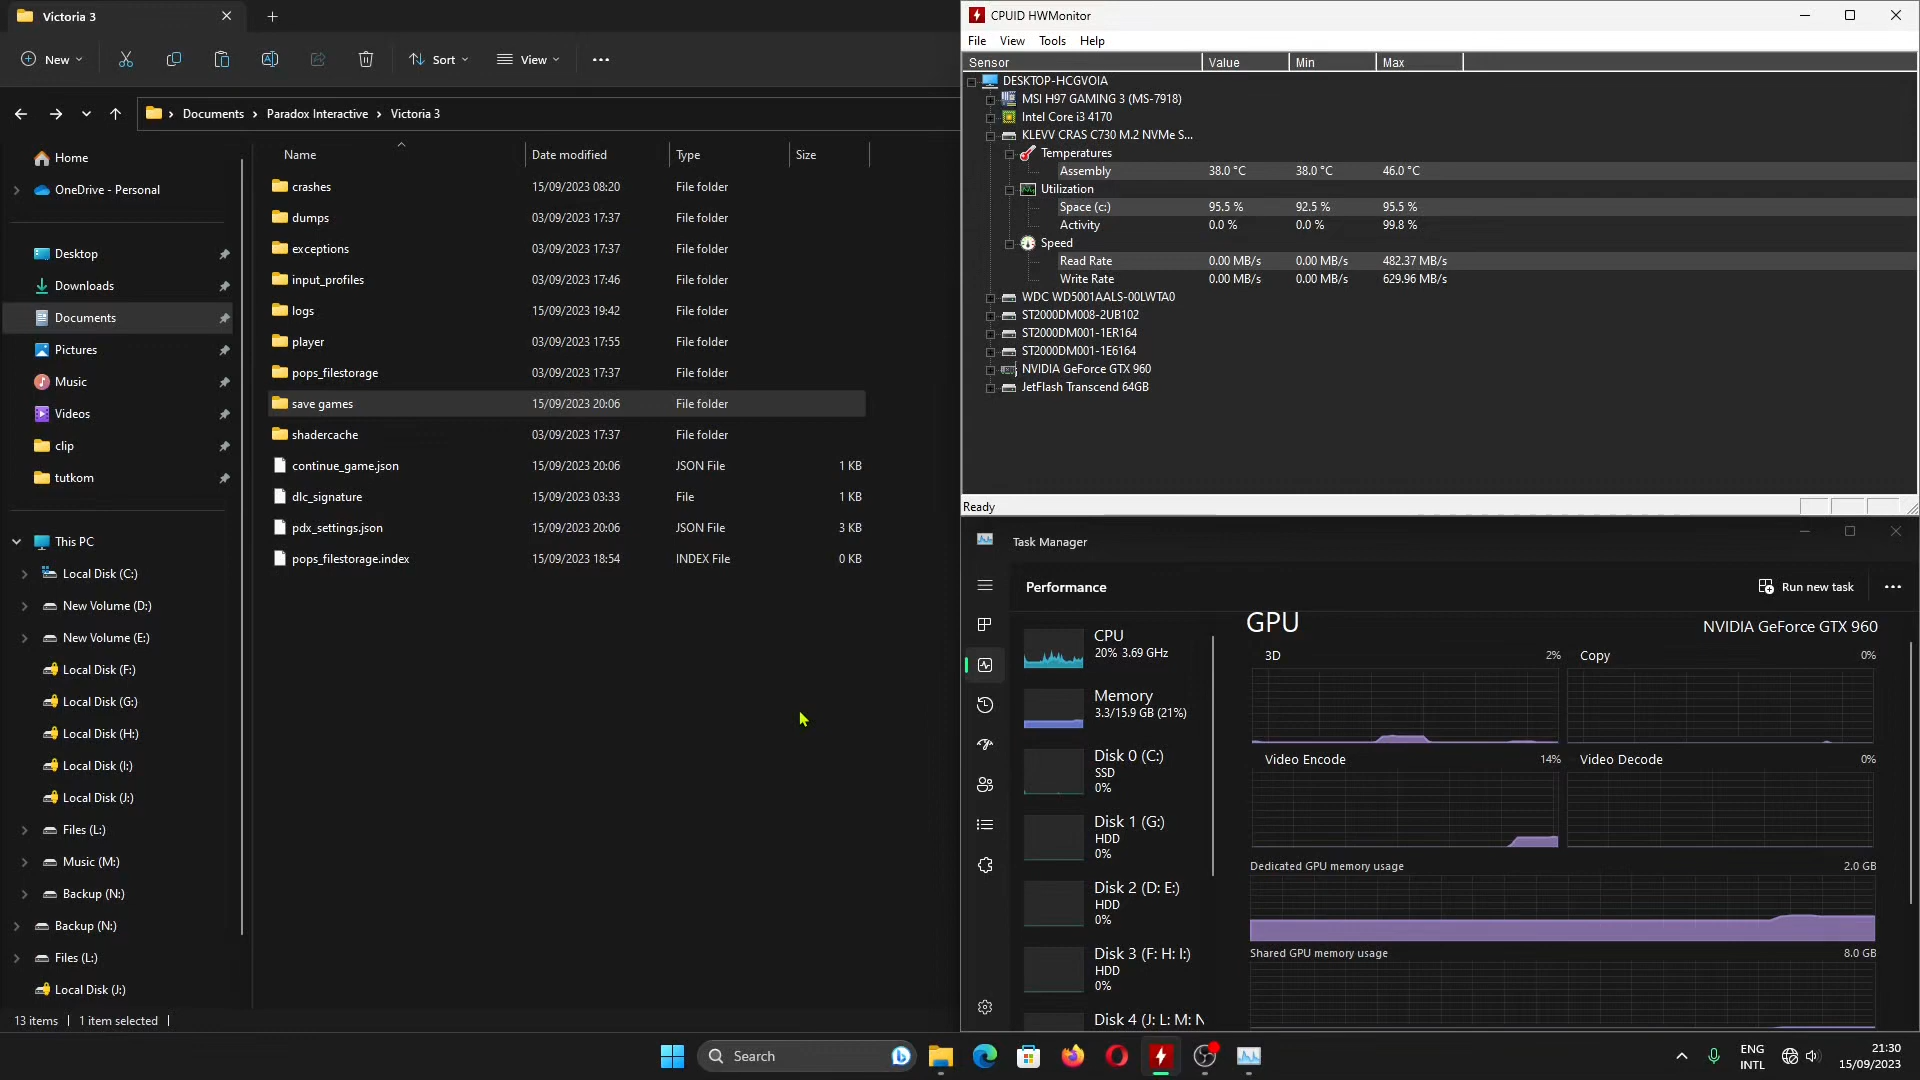 Victoria 3
New
Sort
View
Documents
Paradox Interactive
Victoria 3
Home
OneDrive - Personal
Desktop
Downloads
Documents
Pictures
Music
Videos
clip
tutkom
This PC
Local Disk (C:)
New Volume (D:)
New Volume (E:)
Local Disk (F:)
Local Disk (G:)
Local Disk (H:)
Local Disk (I:)
Local Disk (J:)
Files (L:)
Music (M:)
Backup (N:)
Backup (N:)
Files (L:)
Local Disk (J:)
Name Date modified Type Size
crashes 15/09/2023 08:20 File folder
dumps 03/09/2023 17:37 File folder
exceptions 03/09/2023 17:37 File folder
input_profiles 03/09/2023 17:46 File folder
logs 15/09/2023 19:42 File folder
player 03/09/2023 17:55 File folder
pops_filestorage 03/09/2023 17:37 File folder
save games 15/09/2023 20:06 File folder
shadercache 03/09/2023 17:37 File folder
continue_game.json 15/09/2023 20:06 JSON File 1 KB
dlc_signature 15/09/2023 03:33 File 1 KB
pdx_settings.json 15/09/2023 20:06 JSON File 3 KB
pops_filestorage.index 15/09/2023 18:54 INDEX File 0 KB
13 items
1 item selected
CPUID HWMonitor
File View Tools Help
Sensor Value Min Max
DESKTOP-HCGVOIA
MSI H97 GAMING 3 (MS-7918)
Intel Core i3 4170
KLEVV CRAS C730 M.2 NVMe S...
Temperatures
Assembly 38.0 °C 38.0 °C 46.0 °C
Utilization
Space (c:) 95.5 % 92.5 % 95.5 %
Activity 0.0 % 0.0 % 99.8 %
Speed
Read Rate 0.00 MB/s 0.00 MB/s 482.37 MB/s
Write Rate 0.00 MB/s 0.00 MB/s 629.96 MB/s
WDC WD5001AALS-00LWTA0
ST2000DM008-2UB102
ST2000DM001-1ER164
ST2000DM001-1E6164
NVIDIA GeForce GTX 960
JetFlash Transcend 64GB
Ready
Task Manager
Performance
Run new task
CPU
20% 3.69 GHz
Memory
3.3/15.9 GB (21%)
Disk 0 (C:)
SSD
0%
Disk 1 (G:)
HDD
0%
Disk 2 (D: E:)
HDD
0%
Disk 3 (F: H: I:)
HDD
0%
Disk 4 (J: L: M: N
GPU
NVIDIA GeForce GTX 960
3D 2%
Copy 0%
Video Encode 14%
Video Decode 0%
Dedicated GPU memory usage 2.0 GB
Shared GPU memory usage 8.0 GB
Search
ENG
INTL
21:30
15/09/2023